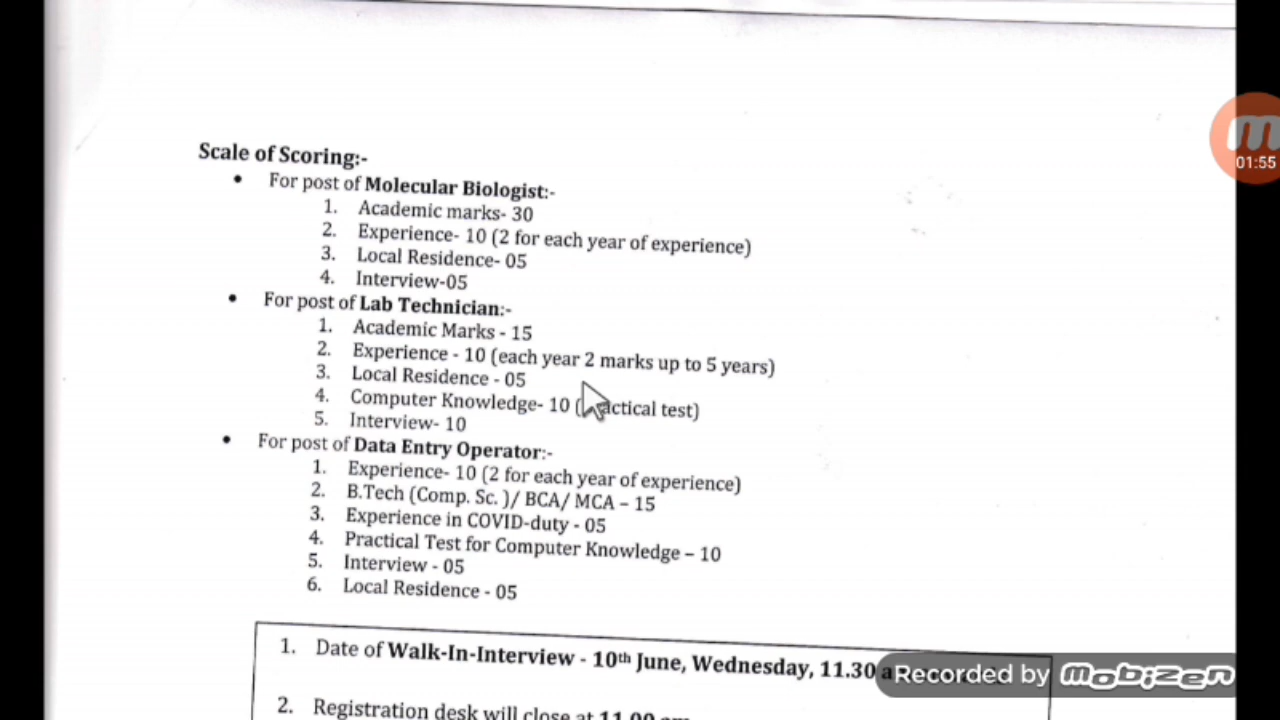 Scale of Scoring:-
• For post of Molecular Biologist:-
1. Academic marks- 30
2. Experience- 10 (2 for each year of experience)
3. Local Residence- 05
4. Interview-05
• For post of Lab Technician:-
1. Academic Marks - 15
2. Experience - 10 (each year 2 marks up to 5 years)
3. Local Residence - 05
4. Computer Knowledge- 10 ( test)
5. Interview- 10
• For post of Data Entry Operator:-
1. Experience- 10 (2 for each year of experience)
2. B.Tech (Comp. Sc. )/ BCA/ MCA – 15
3. Experience in COVID-duty - 05
4. Practical Test for Computer Knowledge – 10
5. Interview - 05
6. Local Residence - 05
1. Date of Walk-In-Interview - 10th June, Wednesday, 11.30
2. Registration desk will close at 11.00 am
01:55
Recorded by mobizen